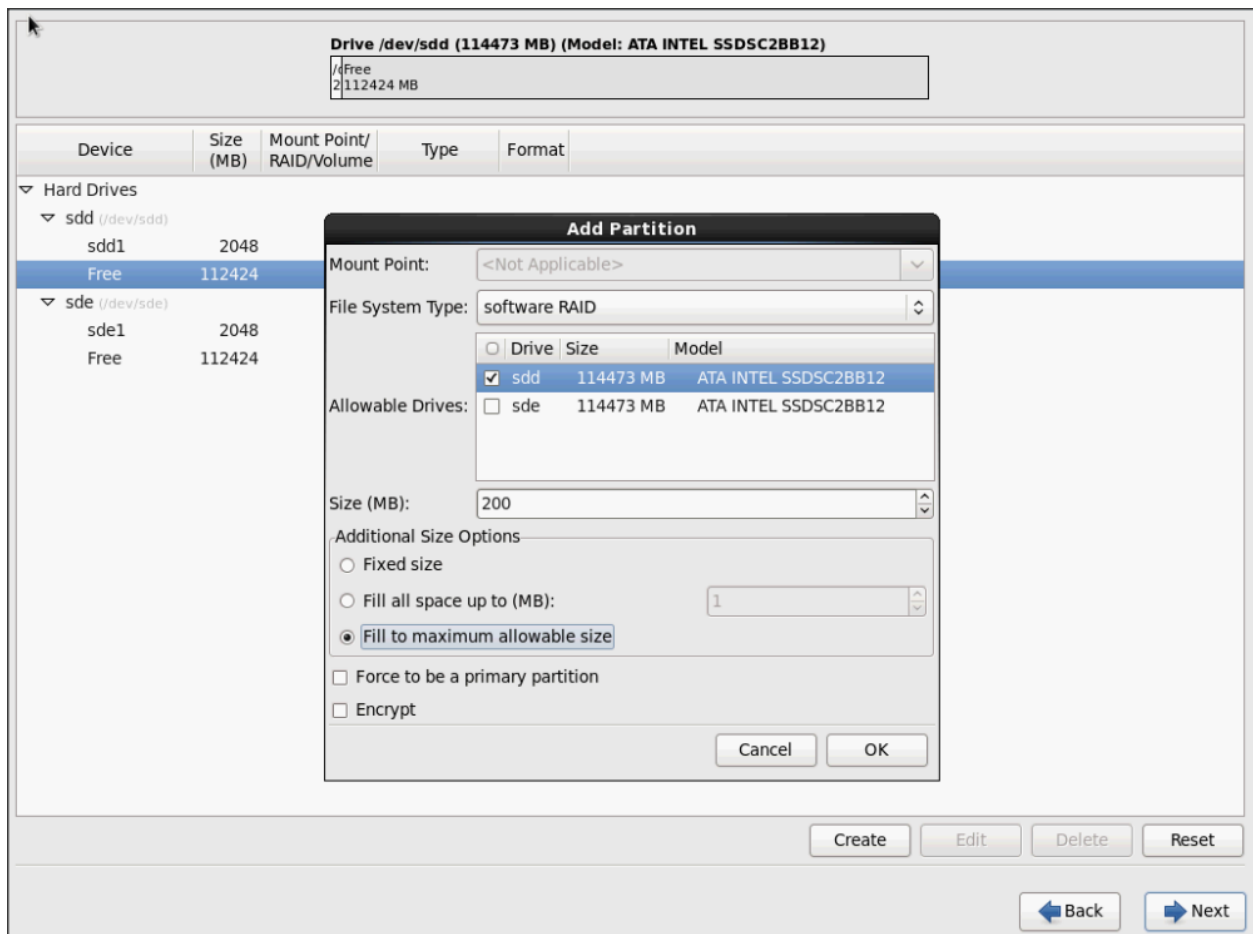 Drive /dev/sdd (114473 MB) (Model: ATA INTEL SSDSC2BB12)
Free
2 112424 MB
Device Size (MB) Mount Point/ RAID/Volume Type Format
Hard Drives
sdd (/dev/sdd)
sdd1 2048
Free 112424
sde (/dev/sde)
sde1 2048
Free 112424
Add Partition
Mount Point: <Not Applicable>
File System Type: software RAID
Drive Size Model
sdd 114473 MB ATA INTEL SSDSC2BB12
Allowable Drives: sde 114473 MB ATA INTEL SSDSC2BB12
Size (MB): 200
Additional Size Options
Fixed size
Fill all space up to (MB): 1
Fill to maximum allowable size
Force to be a primary partition
Encrypt
Cancel OK
Create Edit Delete Reset
Back Next